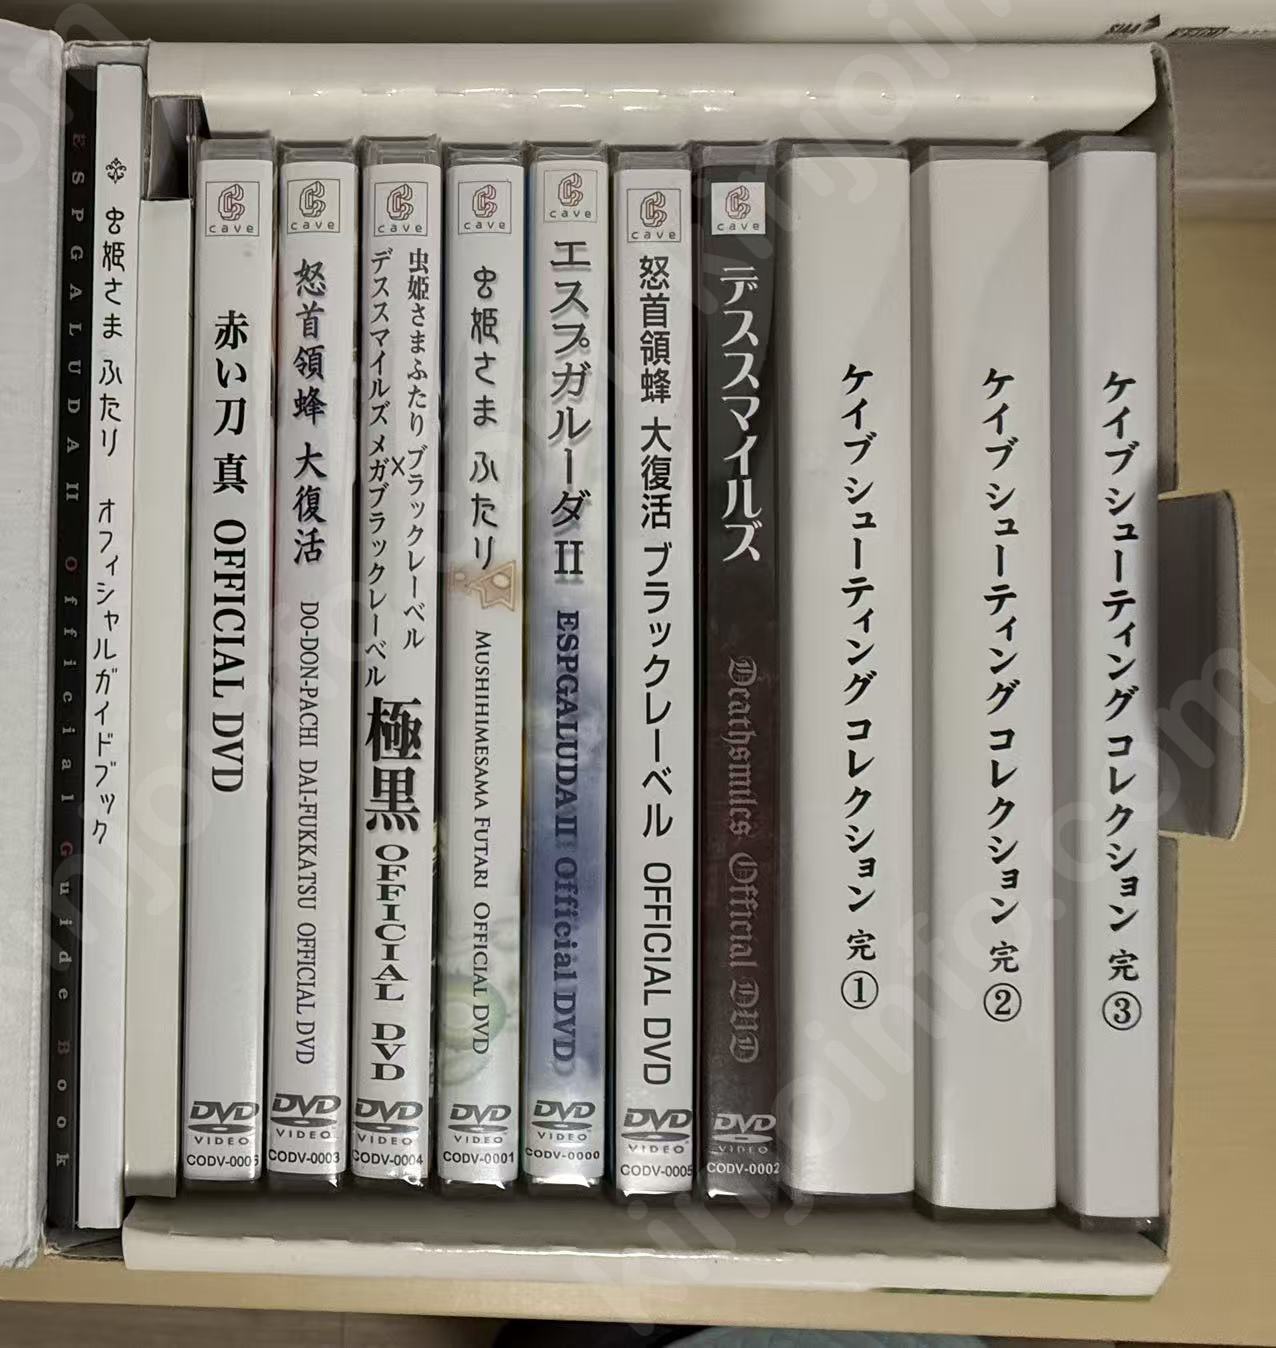 SIAA
ESPGALUDA II Official Guide Book
虫姫さま ふたり オフィシャルガイドブック
cave
赤い刀 真 OFFICIAL DVD
DVD
VIDEO
CODV-0006
cave
怒首領蜂 大復活
DO-DON-PACHI DAI-FUKKATSU OFFICIAL DVD
DVD
VIDEO
CODV-0003
cave
虫姫さまふたり ブラックレーベル
×
デススマイルズ メガブラックレーベル
極黒
OFFICIAL DVD
DVD
VIDEO
CODV-0004
cave
虫姫さま ふたり
MUSHIHIMESAMA FUTARI OFFICIAL DVD
DVD
VIDEO
CODV-0001
cave
エスプガルーダII
ESPGALUDA II Official DVD
DVD
VIDEO
CODV-0000
cave
怒首領蜂 大復活 ブラックレーベル OFFICIAL DVD
DVD
VIDEO
CODV-0005
cave
デススマイルズ
Deathsmiles Official DVD
DVD
VIDEO
CODV-0002
ケイブ シューティング コレクション 完 ①
ケイブ シューティング コレクション 完 ②
ケイブ シューティング コレクション 完 ③
kinjoinfo.com